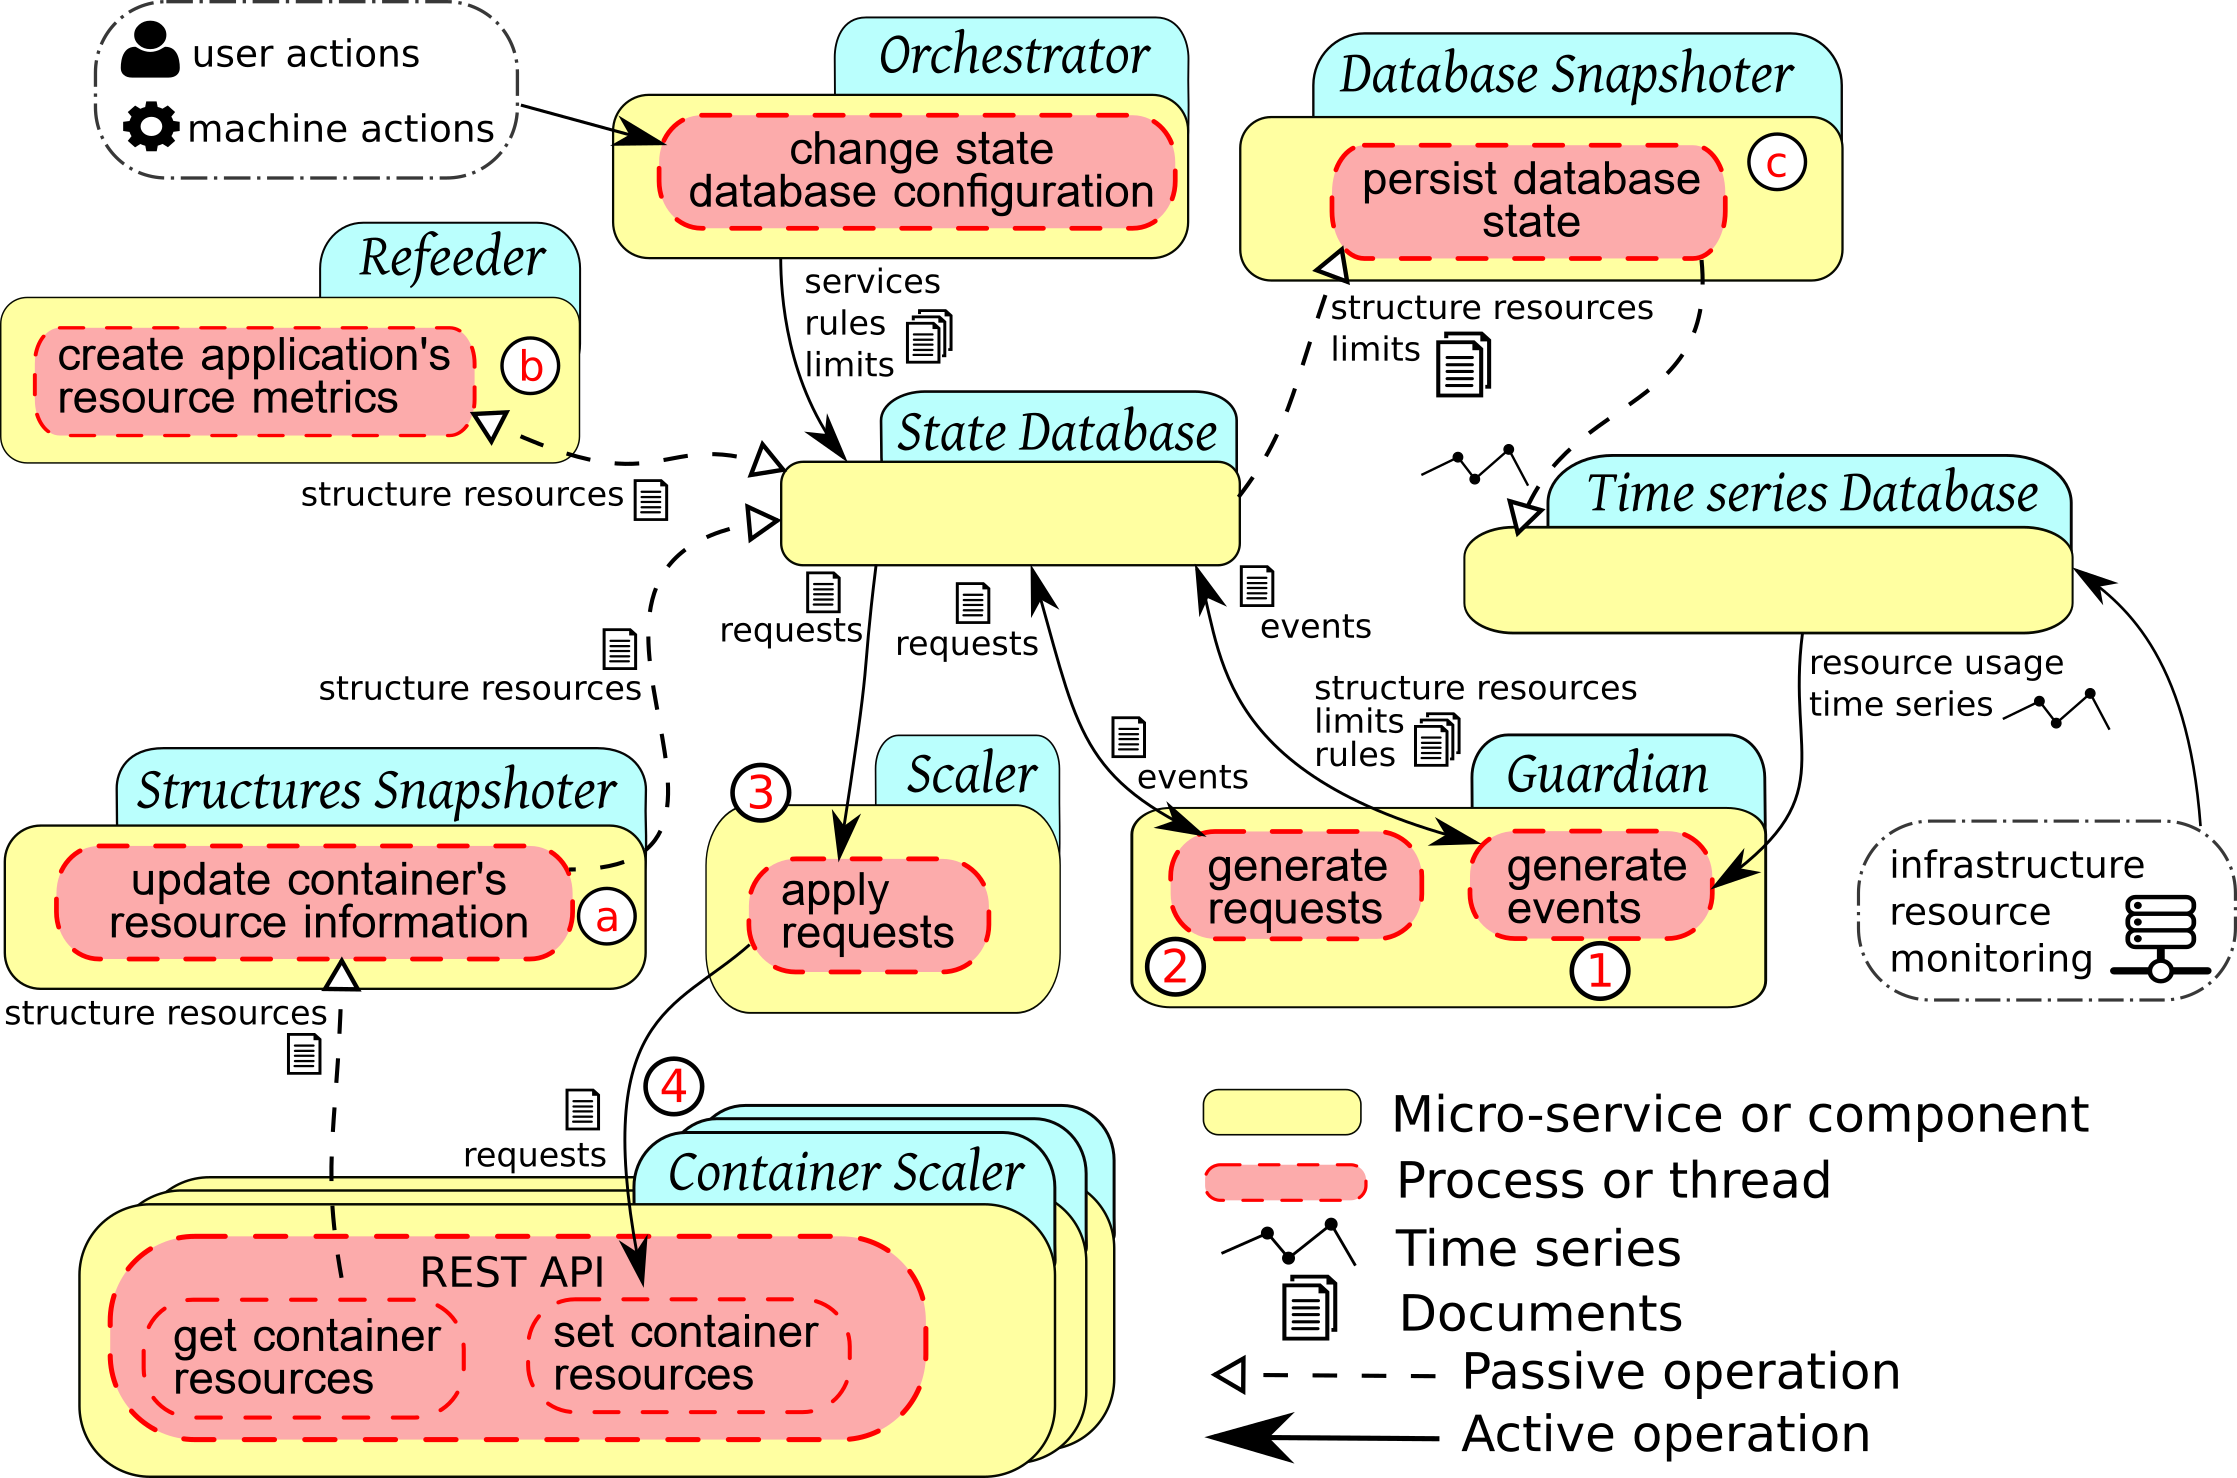 user actions
machine actions
Orchestrator
change state
database configuration
Database Snapshoter
persist database
state
c
Refeeder
create application's
resource metrics
b
services
rules
limits
structure resources
limits
State Database
structure resources
Time series Database
requests
requests
events
structure resources
resource usage
time series
structure resources
limits
rules
events
Structures Snapshoter
update container's
resource information
a
3
Scaler
apply
requests
Guardian
generate
requests
generate
events
2
1
infrastructure
resource
monitoring
structure resources
4
requests
Container Scaler
REST API
get container
resources
set container
resources
Micro-service or component
Process or thread
Time series
Documents
Passive operation
Active operation